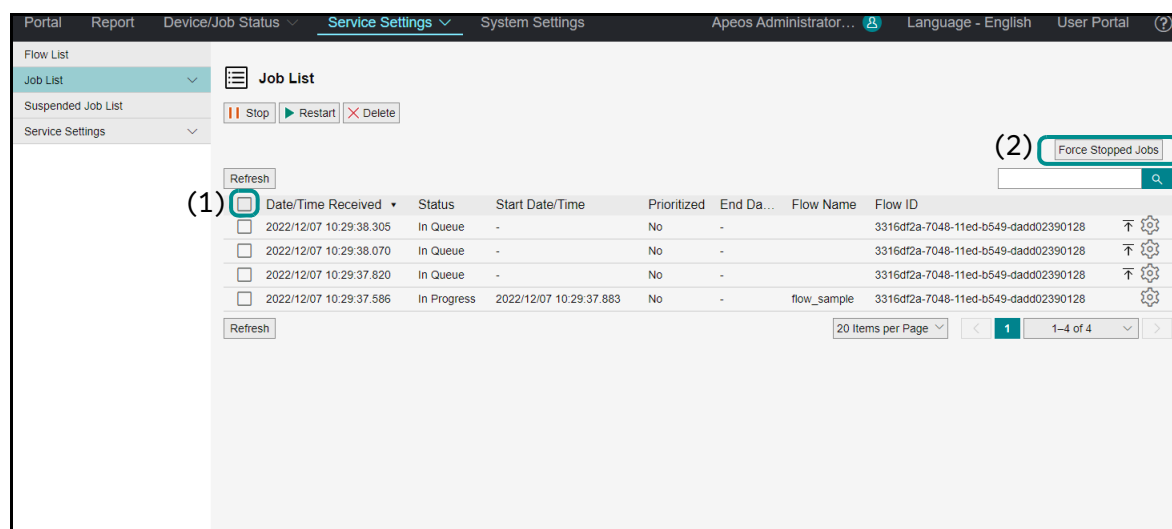 Portal Report Device/Job Status Service Settings System Settings Apeos Administrator... Language - English User Portal ?
Flow List
Job List
Suspended Job List
Service Settings
Job List
Stop Restart Delete
(2) Force Stopped Jobs
Refresh
(1) Date/Time Received Status Start Date/Time Prioritized End Da... Flow Name Flow ID
2022/12/07 10:29:38.305 In Queue - No - 3316df2a-7048-11ed-b549-dadd02390128
2022/12/07 10:29:38.070 In Queue - No - 3316df2a-7048-11ed-b549-dadd02390128
2022/12/07 10:29:37.820 In Queue - No - 3316df2a-7048-11ed-b549-dadd02390128
2022/12/07 10:29:37.586 In Progress 2022/12/07 10:29:37.883 No - flow_sample 3316df2a-7048-11ed-b549-dadd02390128
Refresh 20 Items per Page 1 1–4 of 4